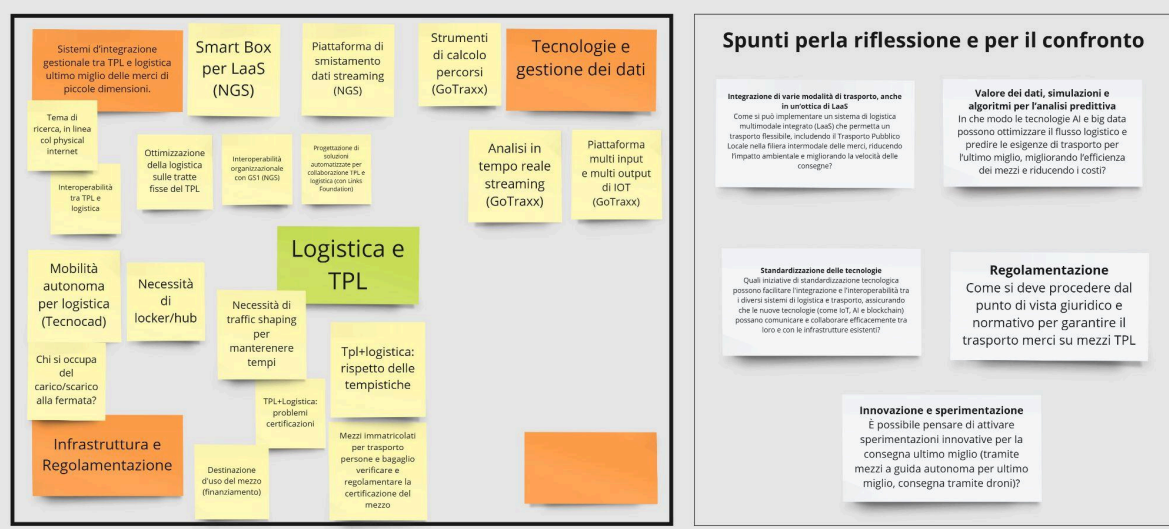 Sistemi d'integrazione
gestionale tra TPL e logistica
ultimo miglio delle merci di
piccole dimensioni.
Smart Box
per LaaS
(NGS)
Piattaforma di
smistamento
dati streaming
(NGS)
Strumenti
di calcolo
percorsi
(GoTraxx)
Tecnologie e
gestione dei dati
Tema di
ricerca, in linea
col physical
internet
Interoperabilità
tra TPL e
logistica
Ottimizzazione
della logistica
sulle tratte
fisse del TPL
Interoperabilità
organizzazionale
con GS1 (NGS)
Progettazione di
soluzioni
automatizzate per
collaborazione TPL e
logistica (con Links
Foundation)
Analisi in
tempo reale
streaming
(GoTraxx)
Piattaforma
multi input
e multi output
di IOT
(GoTraxx)
Logistica e
TPL
Mobilità
autonoma
per logistica
(Tecnocad)
Necessità
di
locker/hub
Necessità di
traffic shaping
per
manterenere
tempi
Tpl+logistica:
rispetto delle
tempistiche
Chi si occupa
del
carico/scarico
alla fermata?
TPL+Logistica:
problemi
certificazioni
Infrastruttura e
Regolamentazione
Destinazione
d'uso del mezzo
(finanziamento)
Mezzi immatricolati
per trasporto
persone e bagaglio
verificare e
regolamentare la
certificazione del
mezzo
Spunti perla riflessione e per il confronto
Integrazione di varie modalità di trasporto, anche
in un'ottica di LaaS
Come si può implementare un sistema di logistica
multimodale integrato (LaaS) che permetta un
trasporto flessibile, includendo il Trasporto Pubblico
Locale nella filiera intermodale delle merci, riducendo
l'impatto ambientale e migliorando la velocità delle
consegne?
Valore dei dati, simulazioni e
algoritmi per l'analisi predittiva
In che modo le tecnologie AI e big data
possono ottimizzare il flusso logistico e
predire le esigenze di trasporto per
l'ultimo miglio, migliorando l'efficienza
dei mezzi e riducendo i costi?
Standardizzazione delle tecnologie
Quali iniziative di standardizzazione tecnologica
possono facilitare l'integrazione e l'interoperabilità tra
i diversi sistemi di logistica e trasporto, assicurando
che le nuove tecnologie (come IoT, AI e blockchain)
possano comunicare e collaborare efficacemente tra
loro e con le infrastrutture esistenti?
Regolamentazione
Come si deve procedere dal
punto di vista giuridico e
normativo per garantire il
trasporto merci su mezzi TPL
Innovazione e sperimentazione
È possibile pensare di attivare
sperimentazioni innovative per la
consegna ultimo miglio (tramite
mezzi a guida autonoma per ultimo
miglio, consegna tramite droni)?